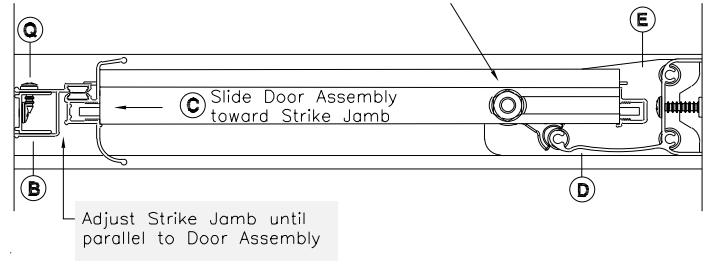 Q
E
C Slide Door Assembly
toward Strike Jamb
B
D
Adjust Strike Jamb until
parallel to Door Assembly